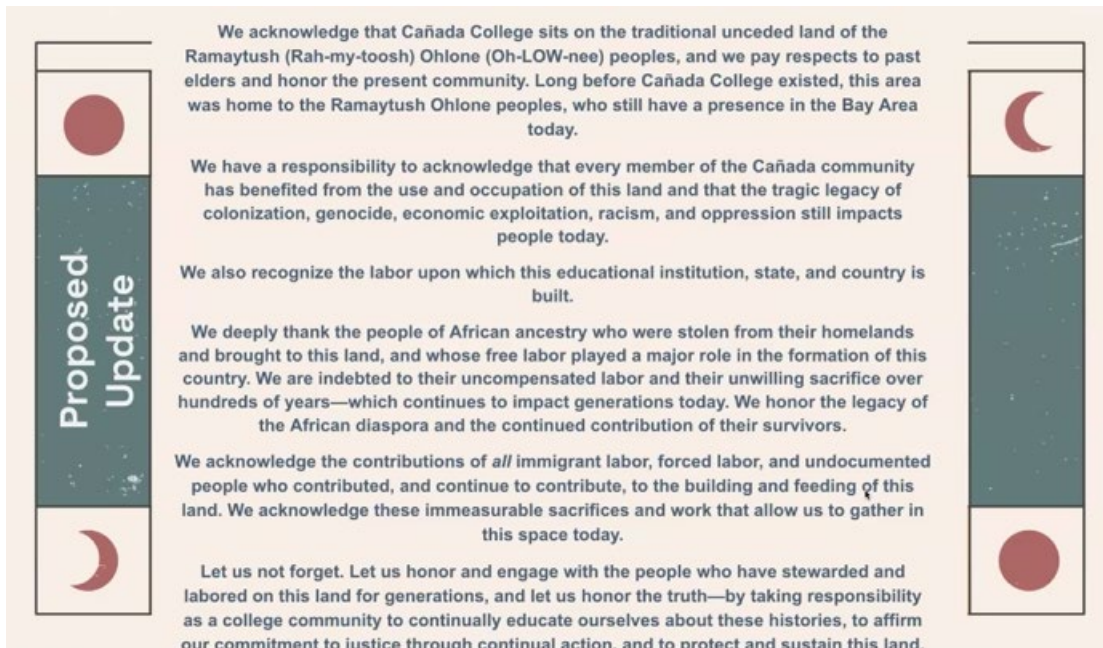 We acknowledge that Cañada College sits on the traditional unceded land of the
Ramaytush (Rah-my-toosh) Ohlone (Oh-LOW-nee) peoples, and we pay respects to past
elders and honor the present community. Long before Cañada College existed, this area
was home to the Ramaytush Ohlone peoples, who still have a presence in the Bay Area
today.
We have a responsibility to acknowledge that every member of the Cañada community
has benefited from the use and occupation of this land and that the tragic legacy of
colonization, genocide, economic exploitation, racism, and oppression still impacts
people today.
We also recognize the labor upon which this educational institution, state, and country is
built.
We deeply thank the people of African ancestry who were stolen from their homelands
and brought to this land, and whose free labor played a major role in the formation of this
country. We are indebted to their uncompensated labor and their unwilling sacrifice over
hundreds of years—which continues to impact generations today. We honor the legacy of
the African diaspora and the continued contribution of their survivors.
We acknowledge the contributions of all immigrant labor, forced labor, and undocumented
people who contributed, and continue to contribute, to the building and feeding of this
land. We acknowledge these immeasurable sacrifices and work that allow us to gather in
this space today.
Let us not forget. Let us honor and engage with the people who have stewarded and
labored on this land for generations, and let us honor the truth—by taking responsibility
as a college community to continually educate ourselves about these histories, to affirm
our commitment to justice through continual action, and to protect and sustain this land.
Proposed
Update